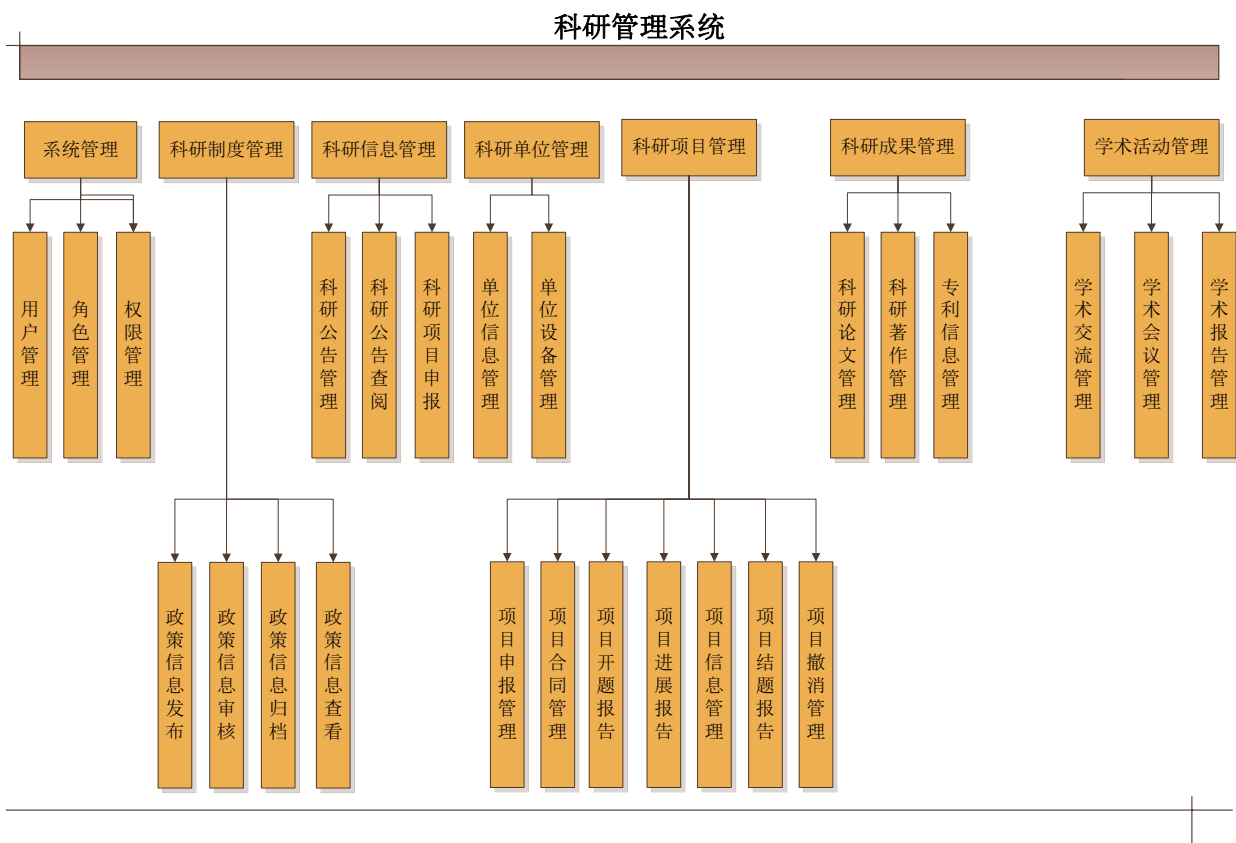 科研管理系统
系统管理
科研制度管理
科研信息管理
科研单位管理
科研项目管理
科研成果管理
学术活动管理
用户管理
角色管理
权限管理
科研公告管理
科研公告查阅
科研项目申报
单位信息管理
单位设备管理
科研论文管理
科研著作管理
专利信息管理
学术交流管理
学术会议管理
学术报告管理
政策信息发布
政策信息审核
政策信息归档
政策信息查看
项目申报管理
项目合同管理
项目开题报告
项目进展报告
项目信息管理
项目结题报告
项目撤消管理